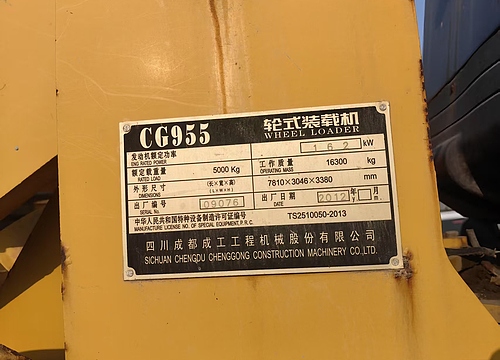 CG955 轮式装载机
WHEEL LOADER
发动机额定功率 162 kW
ENG RATED POWER
额定载重量 5000 Kg 工作质量 16300 kg
RATED LOAD OPERATING MASS
外形尺寸 (长×宽×高) 7810×3046×3380 mm
DIMENSIONS (L×W×H)
出厂编号 09076 出厂日期 2012年 月
SERIAL No. DATE Y. M.
中华人民共和国特种设备制造许可证编号 TS2510050-2013
MANUFACTURE LICENSE NO. OF SPECIAL EQUIPMENT,P.R.C.
四川成都成工工程机械股份有限公司
SICHUAN CHENGDU CHENGGONG CONSTRUCTION MACHINERY CO.LTD.